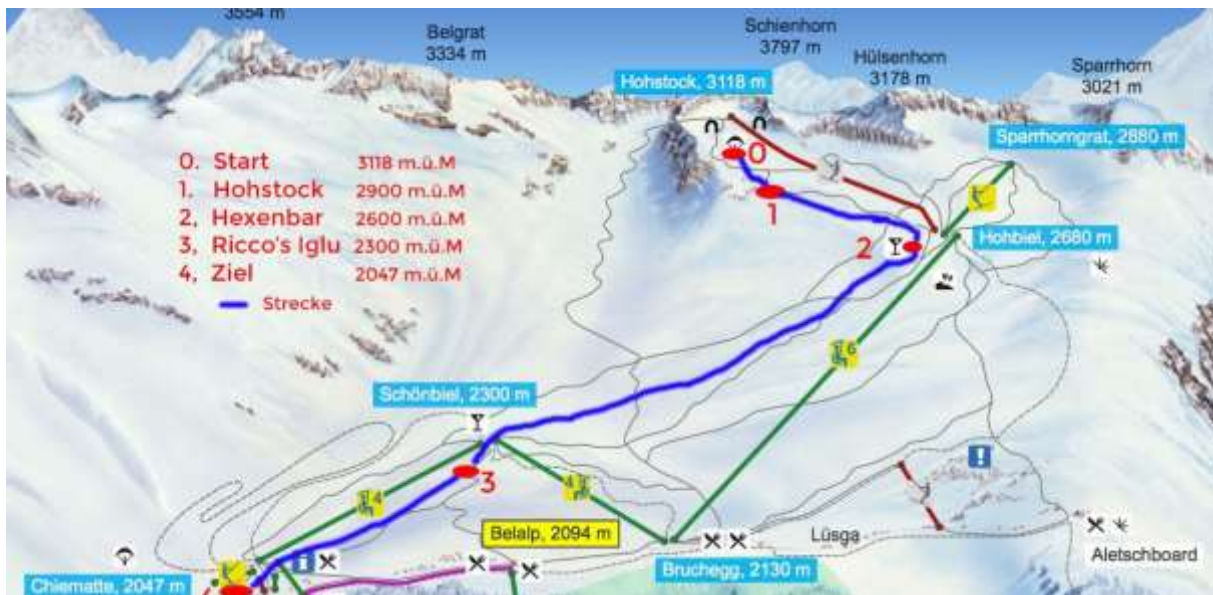 3554 m
Belgrat
3334 m
Schienhorn
3797 m
Hülsenhorn
3178 m
Sparrhorn
3021 m
Hohstock, 3118 m
Sparrhorngrat, 2880 m
0. Start 3118 m.ü.M
1. Hohstock 2900 m.ü.M
2, Hexenbar 2600 m.ü.M
3, Ricco's Iglu 2300 m.ü.M
4, Ziel 2047 m.ü.M
Strecke
0
1
2
Hohbiel, 2680 m
6
Schönbiel, 2300 m
3
4
4
!
Belalp, 2094 m
Lüsga
Aletschboard
Bruchegg, 2130 m
i
Chiematte, 2047 m